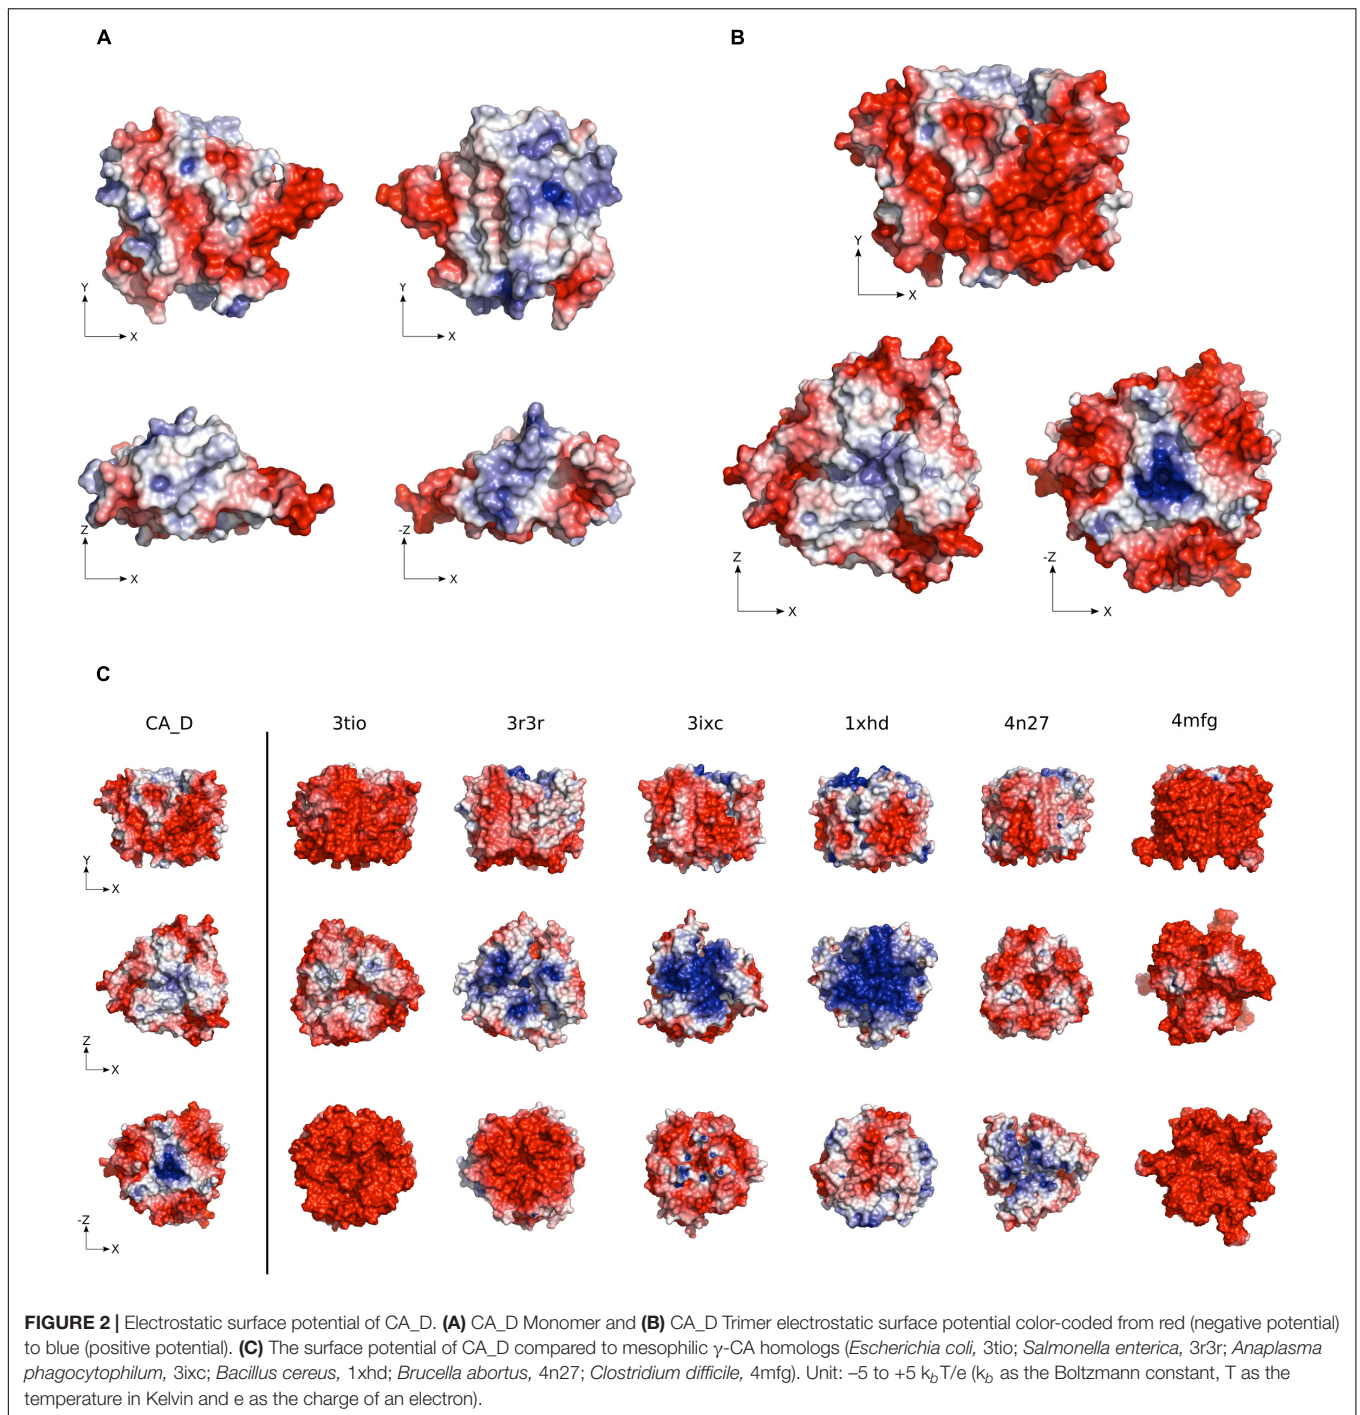 A
B
Y
X
Y
X
Y
X
Z
X
-Z
X
Z
X
-Z
X
C
CA_D
3tio
3r3r
3ixc
1xhd
4n27
4mfg
Y
X
Z
X
-Z
X
FIGURE 2 | Electrostatic surface potential of CA_D. (A) CA_D Monomer and (B) CA_D Trimer electrostatic surface potential color-coded from red (negative potential)
to blue (positive potential). (C) The surface potential of CA_D compared to mesophilic γ-CA homologs (Escherichia coli, 3tio; Salmonella enterica, 3r3r; Anaplasma
phagocytophilum, 3ixc; Bacillus cereus, 1xhd; Brucella abortus, 4n27; Clostridium difficile, 4mfg). Unit: –5 to +5 kbT/e (kb as the Boltzmann constant, T as the
temperature in Kelvin and e as the charge of an electron).